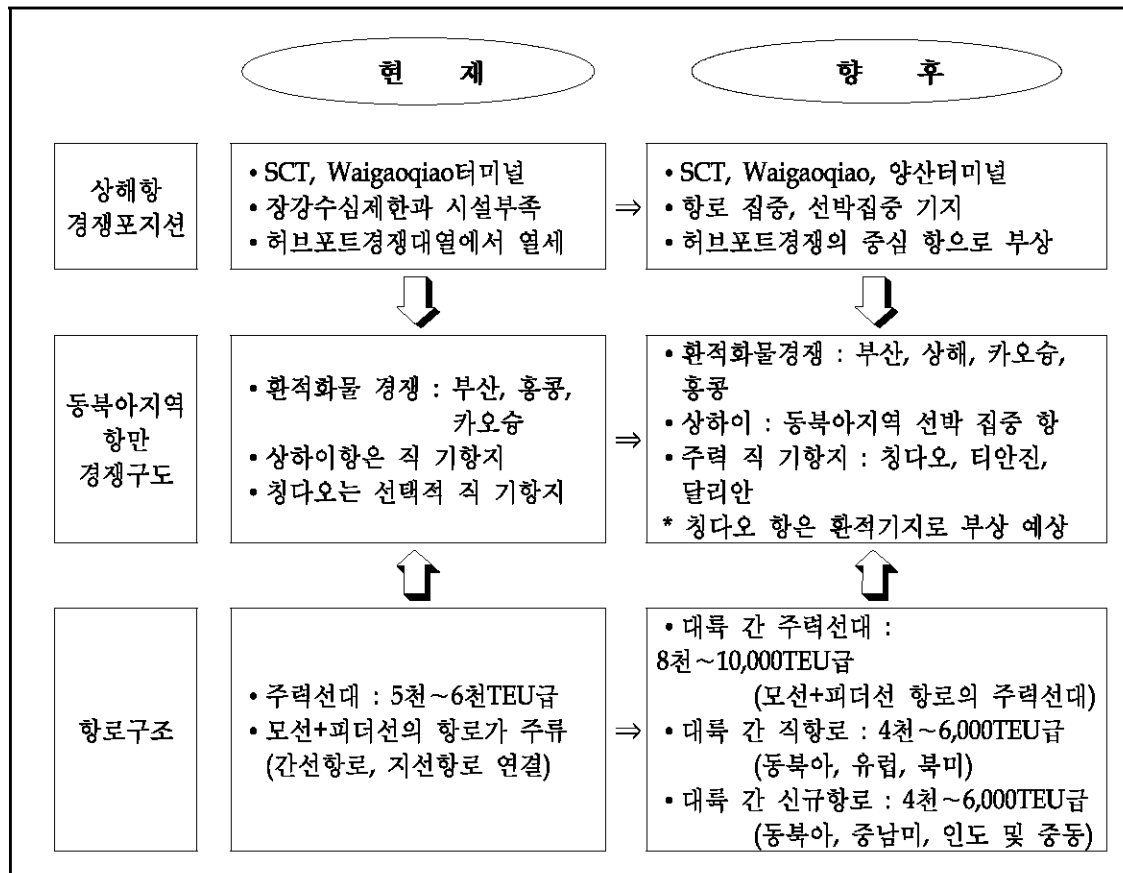 현 재
향 후
상해항
경쟁포지션
• SCT, Waigaoqiao터미널
• 장강수심제한과 시설부족
• 허브포트경쟁대열에서 열세
⇒
• SCT, Waigaoqiao, 양산터미널
• 항로 집중, 선박집중 기지
• 허브포트경쟁의 중심 항으로 부상
동북아지역
항만
경쟁구도
• 환적화물 경쟁 : 부산, 홍콩,
카오슝
• 상하이항은 직 기항지
• 칭다오는 선택적 직 기항지
⇒
• 환적화물경쟁 : 부산, 상해, 카오슝,
홍콩
• 상하이 : 동북아지역 선박 집중 항
• 주력 직 기항지 : 칭다오, 티안진,
달리안
* 칭다오 항은 환적기지로 부상 예상
항로구조
• 주력선대 : 5천~6천TEU급
• 모선+피더선의 항로가 주류
(간선항로, 지선항로 연결)
⇒
• 대륙 간 주력선대 :
8천~10,000TEU급
(모선+피더선 항로의 주력선대)
• 대륙 간 직항로 : 4천~6,000TEU급
(동북아, 유럽, 북미)
• 대륙 간 신규항로 : 4천~6,000TEU급
(동북아, 중남미, 인도 및 중동)